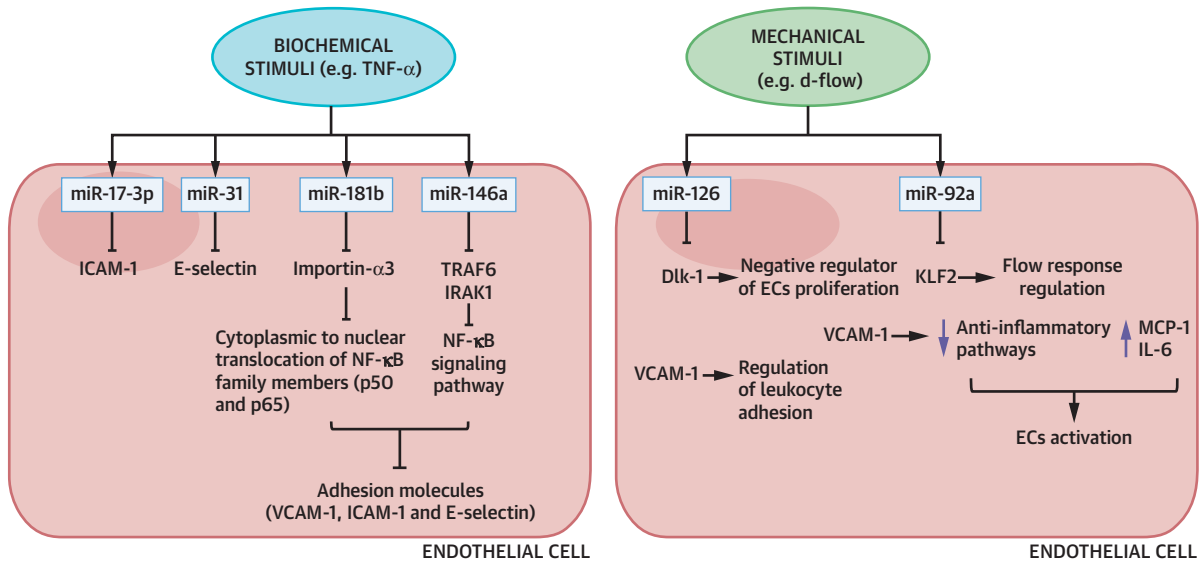 BIOCHEMICAL
STIMULI (e.g. TNF-α)
miR-17-3p
miR-31
miR-181b
miR-146a
ICAM-1
E-selectin
Importin-α3
TRAF6
IRAK1
Cytoplasmic to nuclear
translocation of NF-κB
family members (p50
and p65)
NF-κB
signaling
pathway
Adhesion molecules
(VCAM-1, ICAM-1 and E-selectin)
ENDOTHELIAL CELL
MECHANICAL
STIMULI
(e.g. d-flow)
miR-126
miR-92a
Dlk-1
Negative regulator
of ECs proliferation
KLF2
Flow response
regulation
VCAM-1
Anti-inflammatory
pathways
MCP-1
IL-6
VCAM-1
Regulation
of leukocyte
adhesion
ECs activation
ENDOTHELIAL CELL